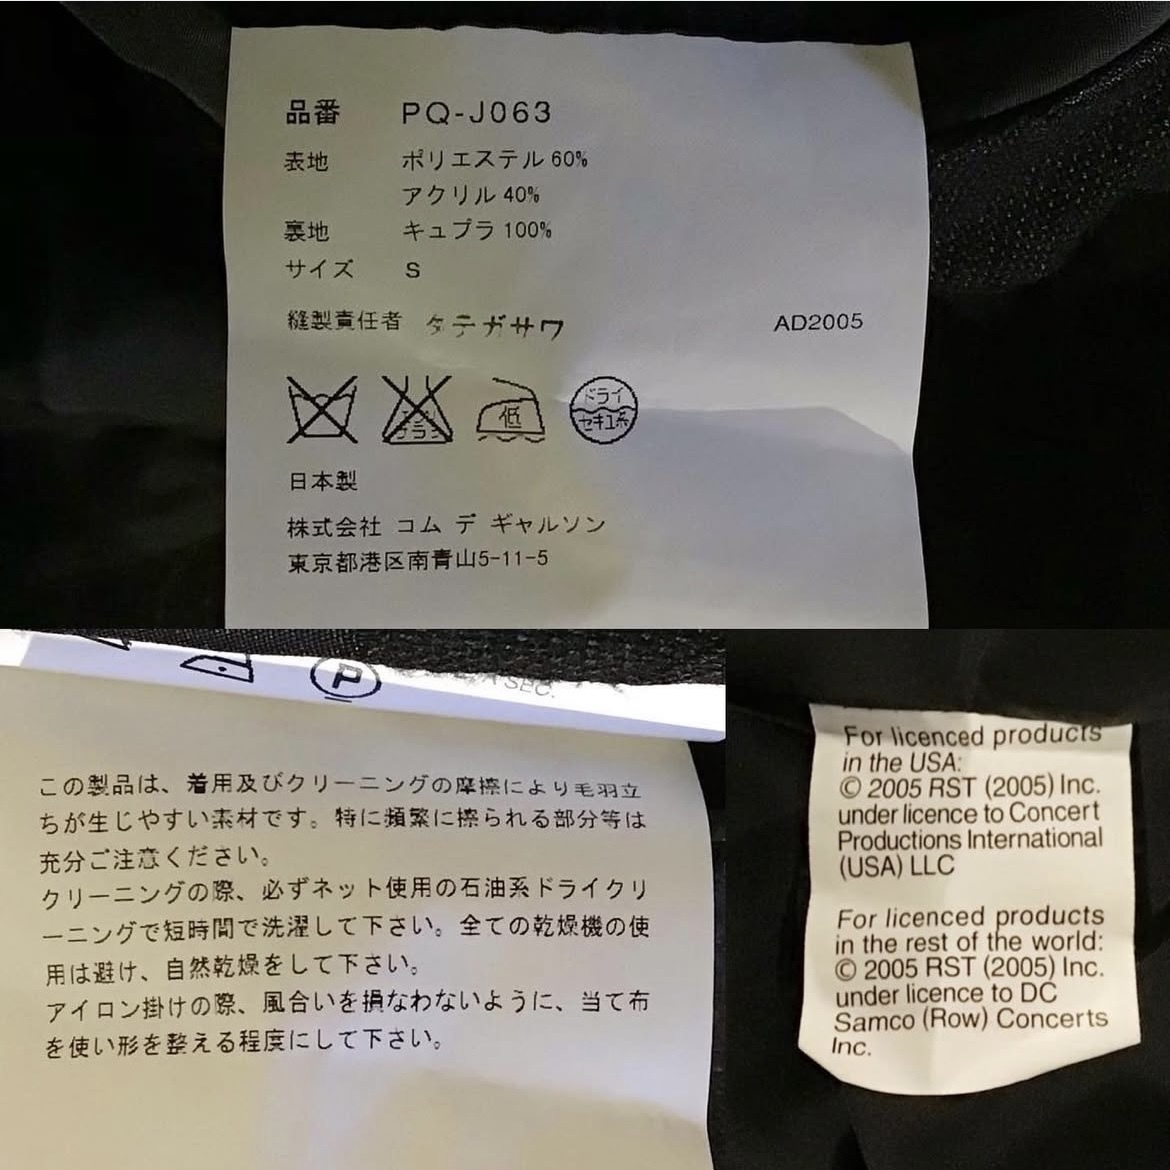 品番 PQ-J063
表地 ポリエステル 60%
アクリル 40%
裏地 キュプラ 100%
サイズ S
縫製責任者 タテガサワ AD2005
低
ドライ
セキユ系
日本製
株式会社 コム デ ギャルソン
東京都港区南青山5-11-5
P
SEC.
この製品は、着用及びクリーニングの摩擦により毛羽立
ちが生じやすい素材です。特に頻繁に擦られる部分等は
充分ご注意ください。
クリーニングの際、必ずネット使用の石油系ドライクリ
ーニングで短時間で洗濯して下さい。全ての乾燥機の使
用は避け、自然乾燥をして下さい。
アイロン掛けの際、風合いを損なわないように、当て布
を使い形を整える程度にして下さい。
For licenced products
in the USA:
© 2005 RST (2005) Inc.
under licence to Concert
Productions International
(USA) LLC
For licenced products
in the rest of the world:
© 2005 RST (2005) Inc.
under licence to DC
Samco (Row) Concerts
Inc.